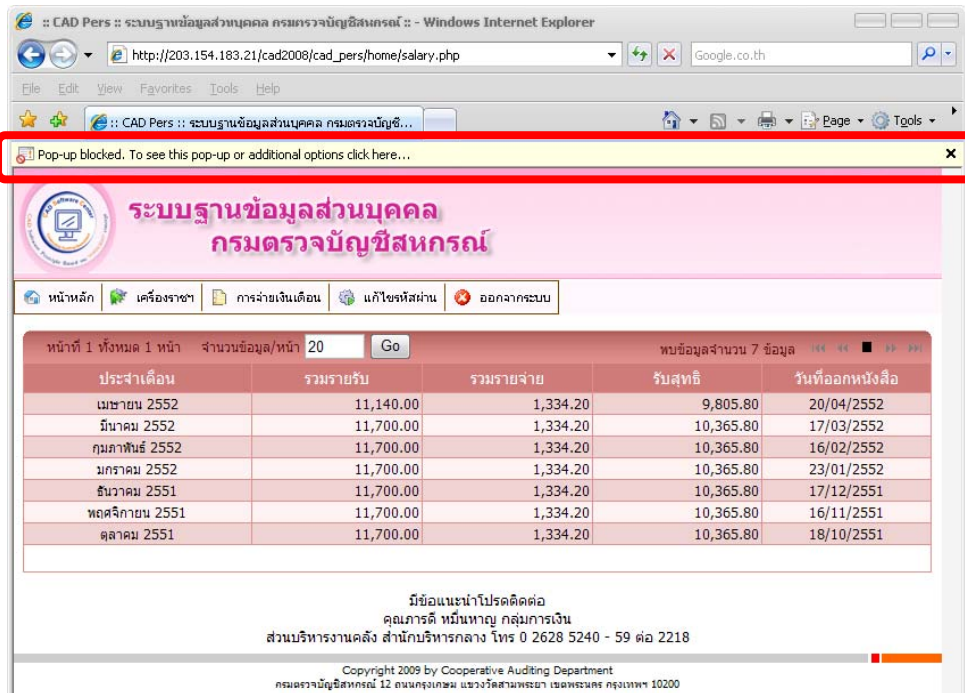 :: CAD Pers :: ระบบฐานข้อมูลส่วนบุคคล กรมตรวจบัญชีสหกรณ์ :: - Windows Internet Explorer
http://203.154.183.21/cad2008/cad_pers/home/salary.php
Google.co.th
File Edit View Favorites Tools Help
:: CAD Pers :: ระบบฐานข้อมูลส่วนบุคคล กรมตรวจบัญชี...
Page Tools
Pop-up blocked. To see this pop-up or additional options click here...
ระบบฐานข้อมูลส่วนบุคคล
กรมตรวจบัญชีสหกรณ์
หน้าหลัก เครื่องราชฯ การจ่ายเงินเดือน แก้ไขรหัสผ่าน ออกจากระบบ
หน้าที่ 1 ทั้งหมด 1 หน้า จำนวนข้อมูล/หน้า 20 Go พบข้อมูลจำนวน 7 ข้อมูล
ประจำเดือน รวมรายรับ รวมรายจ่าย รับสุทธิ วันที่ออกหนังสือ
เมษายน 2552 11,140.00 1,334.20 9,805.80 20/04/2552
มีนาคม 2552 11,700.00 1,334.20 10,365.80 17/03/2552
กุมภาพันธ์ 2552 11,700.00 1,334.20 10,365.80 16/02/2552
มกราคม 2552 11,700.00 1,334.20 10,365.80 23/01/2552
ธันวาคม 2551 11,700.00 1,334.20 10,365.80 17/12/2551
พฤศจิกายน 2551 11,700.00 1,334.20 10,365.80 16/11/2551
ตุลาคม 2551 11,700.00 1,334.20 10,365.80 18/10/2551
มีข้อแนะนำโปรดติดต่อ
คุณภารดี หมื่นหาญ กลุ่มการเงิน
ส่วนบริหารงานคลัง สำนักบริหารกลาง โทร 0 2628 5240 - 59 ต่อ 2218
Copyright 2009 by Cooperative Auditing Department
กรมตรวจบัญชีสหกรณ์ 12 ถนนกรุงเกษม แขวงวัดสามพระยา เขตพระนคร กรุงเทพฯ 10200